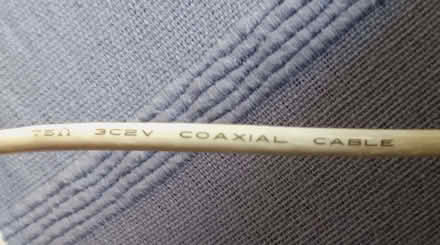 75Ω 3C2V COAXIAL CABLE